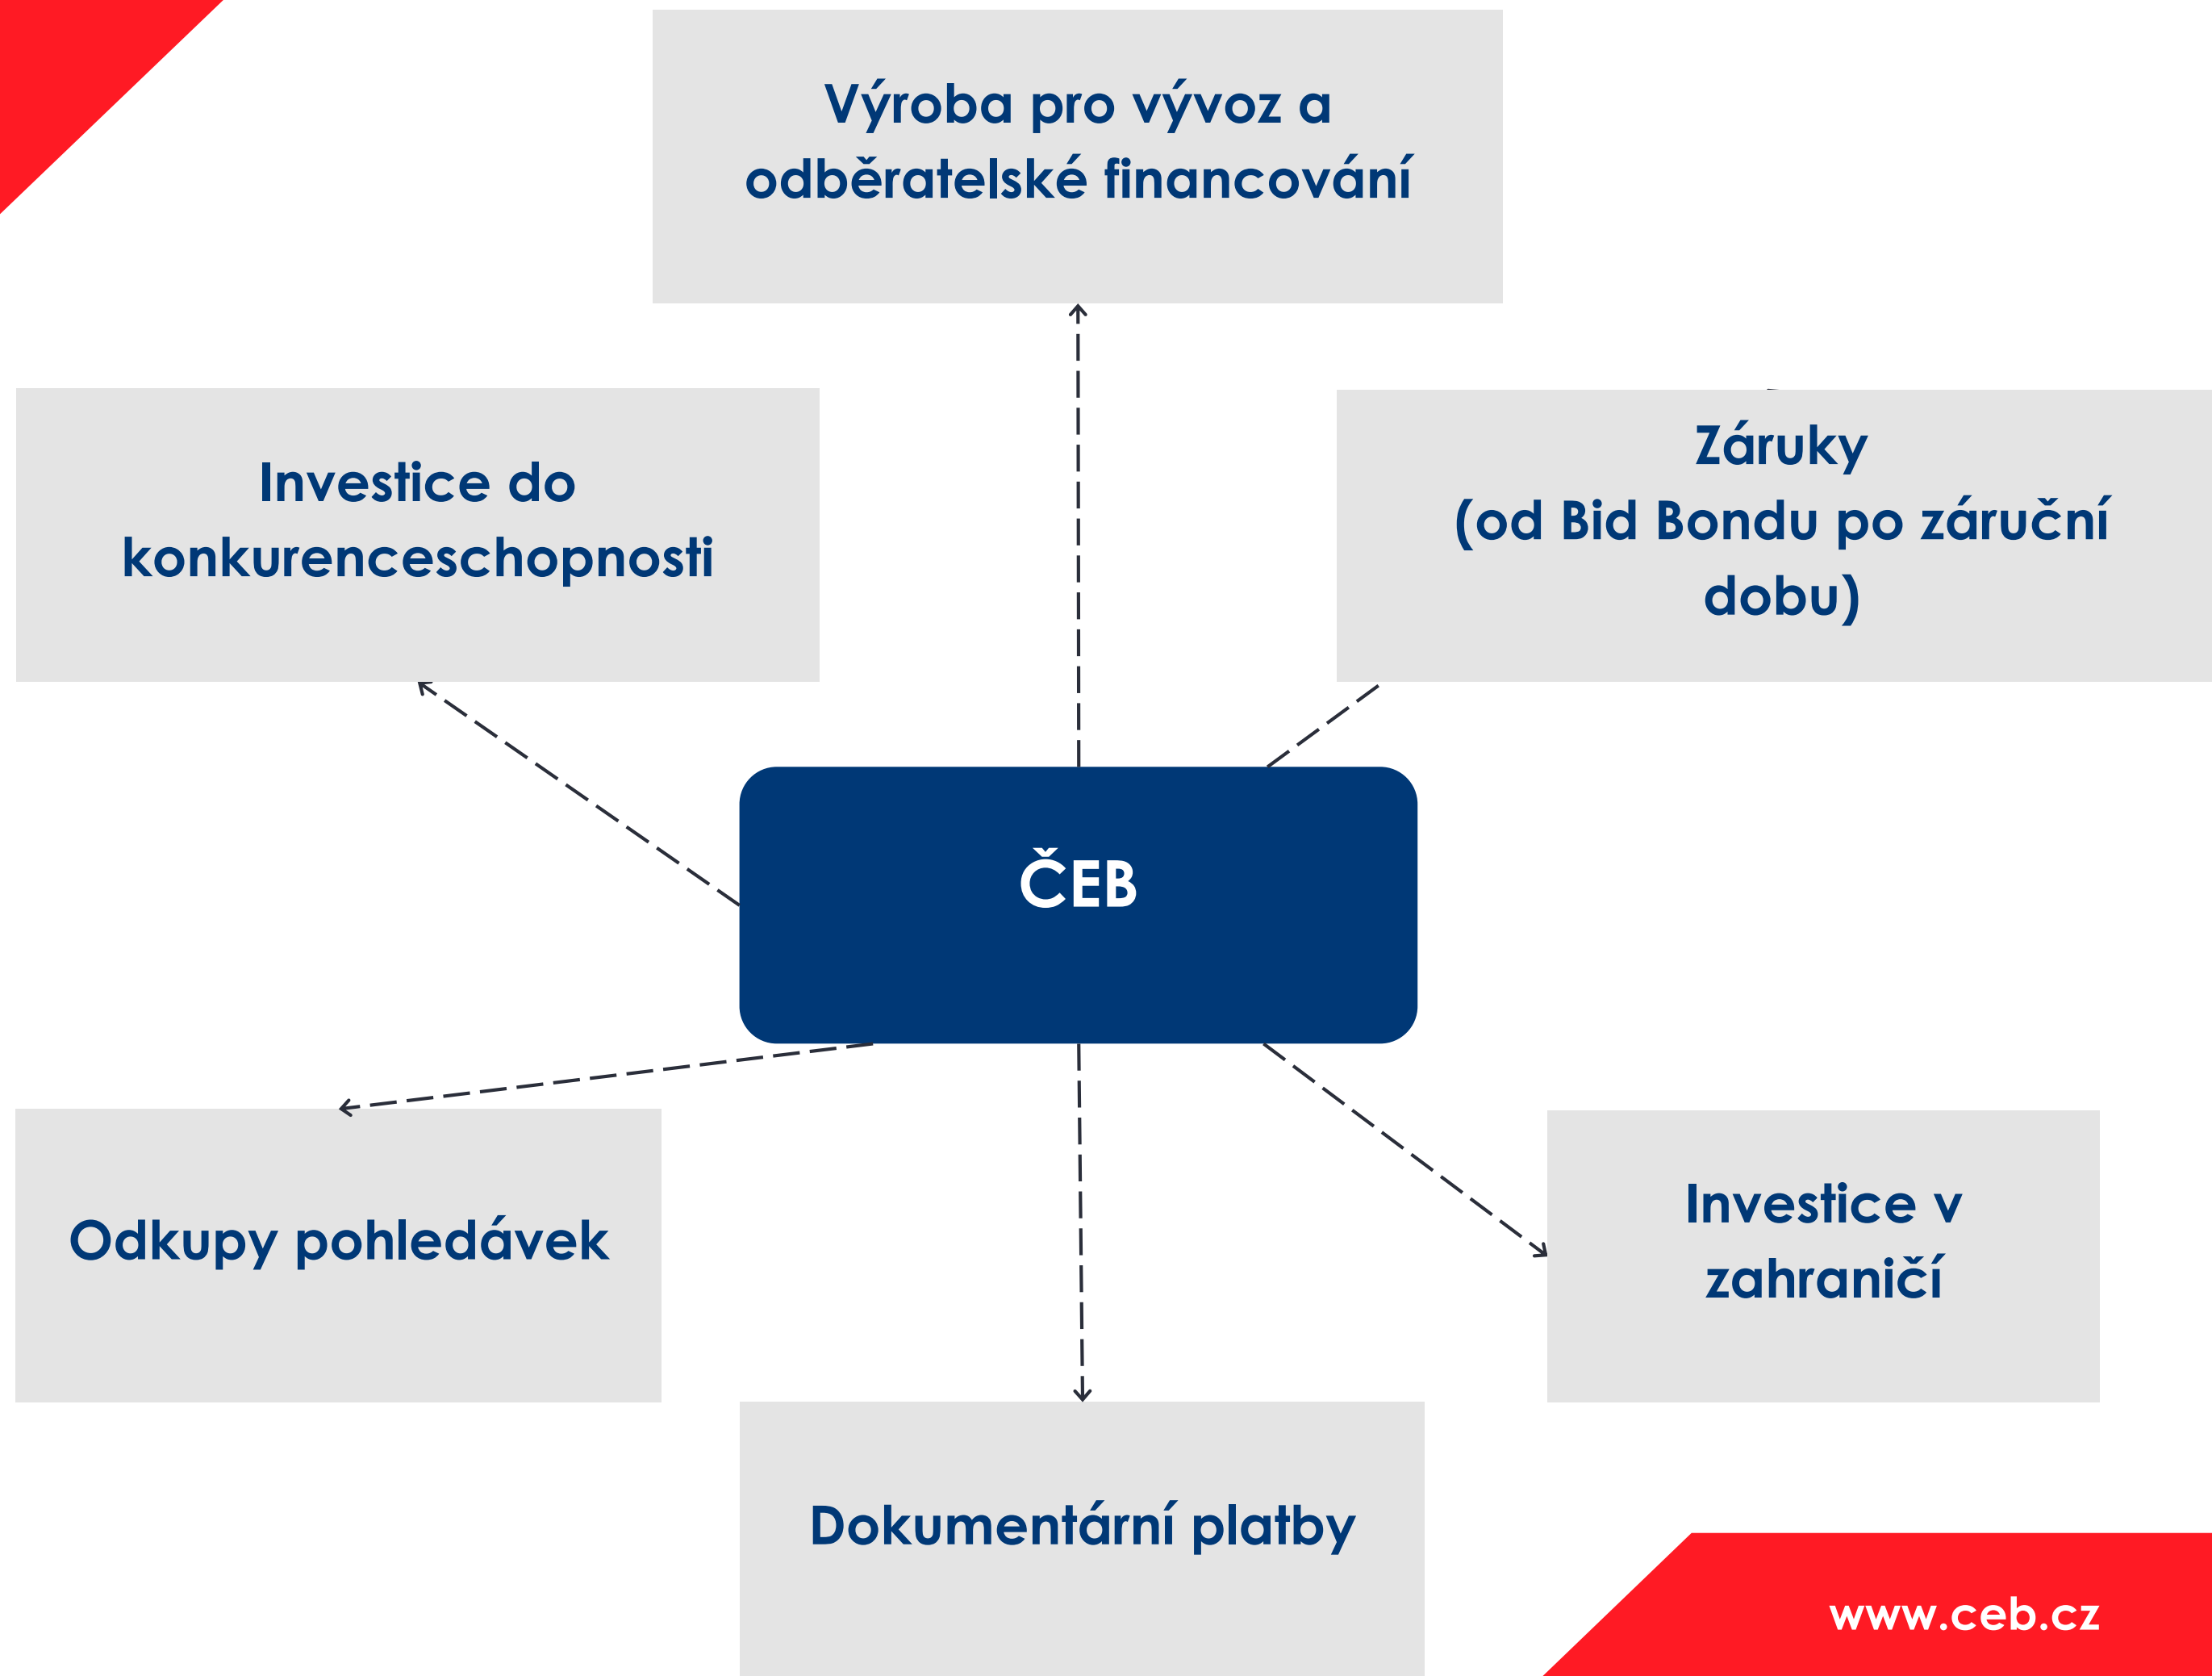 Výroba pro vývoz a
odběratelské financování
Investice do
konkurenceschopnosti
Záruky
(od Bid Bondu po záruční
dobu)
ČEB
Odkupy pohledávek
Investice v
zahraničí
Dokumentární platby
www.ceb.cz